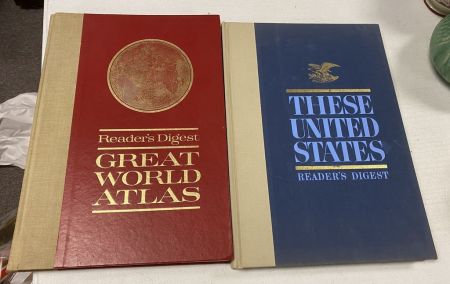 Reader's Digest
GREAT
WORLD
ATLAS
THESE
UNITED
STATES
READER'S DIGEST